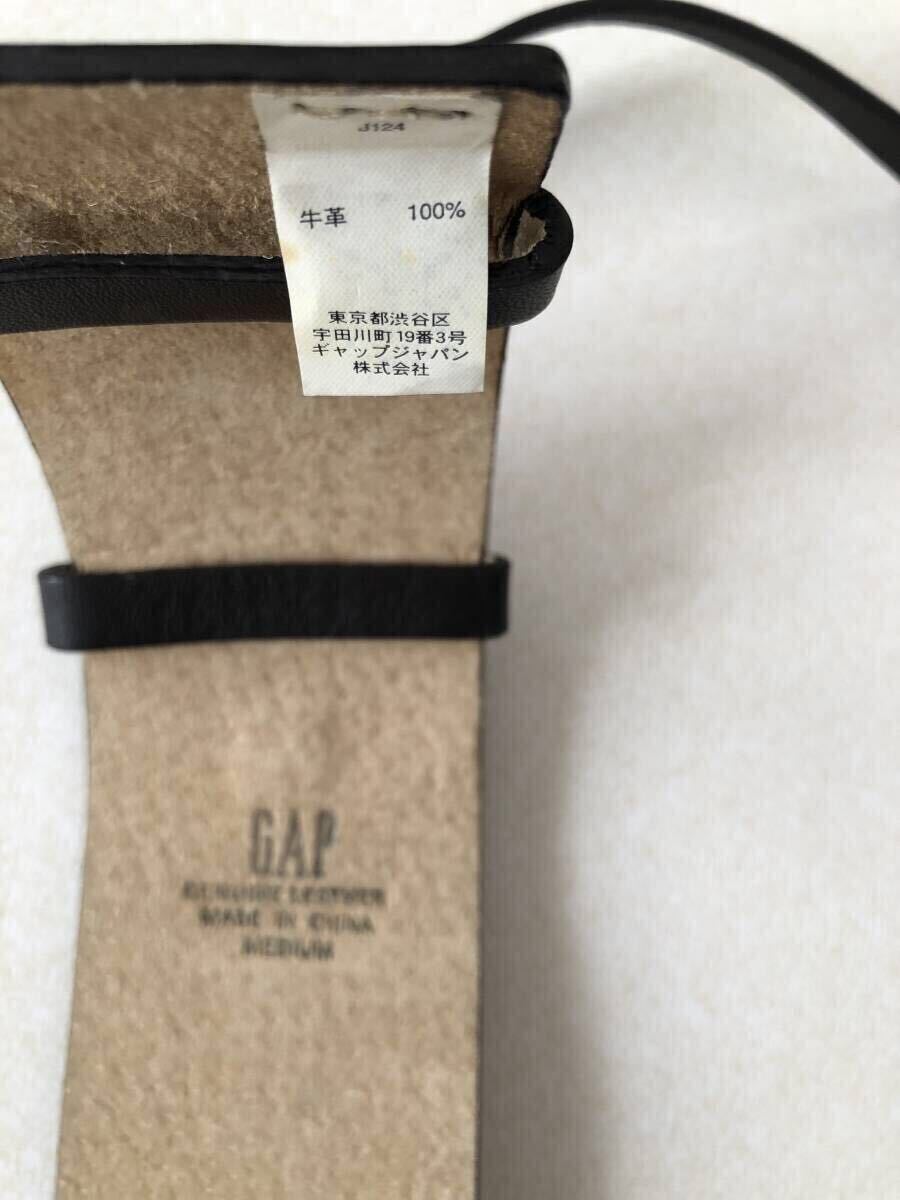 J124
牛革 100%
東京都渋谷区
宇田川町19番3号
ギャップジャパン
株式会社
GAP
GENUINE LEATHER
MADE IN CHINA
MEDIUM